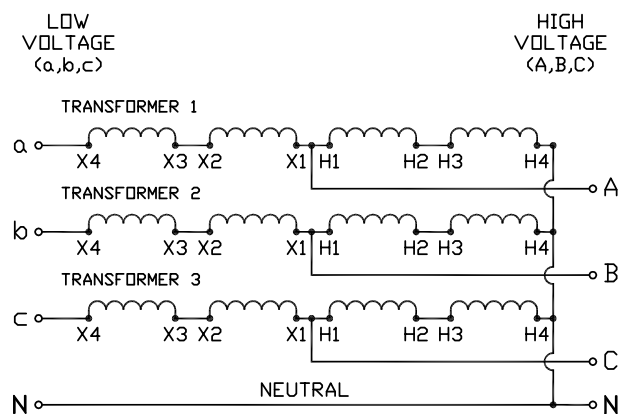 LOW VOLTAGE (a,b,c)
HIGH VOLTAGE (A,B,C)
TRANSFORMER 1
a
X4 X3 X2 X1 H1 H2 H3 H4
A
TRANSFORMER 2
b
X4 X3 X2 X1 H1 H2 H3 H4
B
TRANSFORMER 3
c
X4 X3 X2 X1 H1 H2 H3 H4
C
NEUTRAL
N N